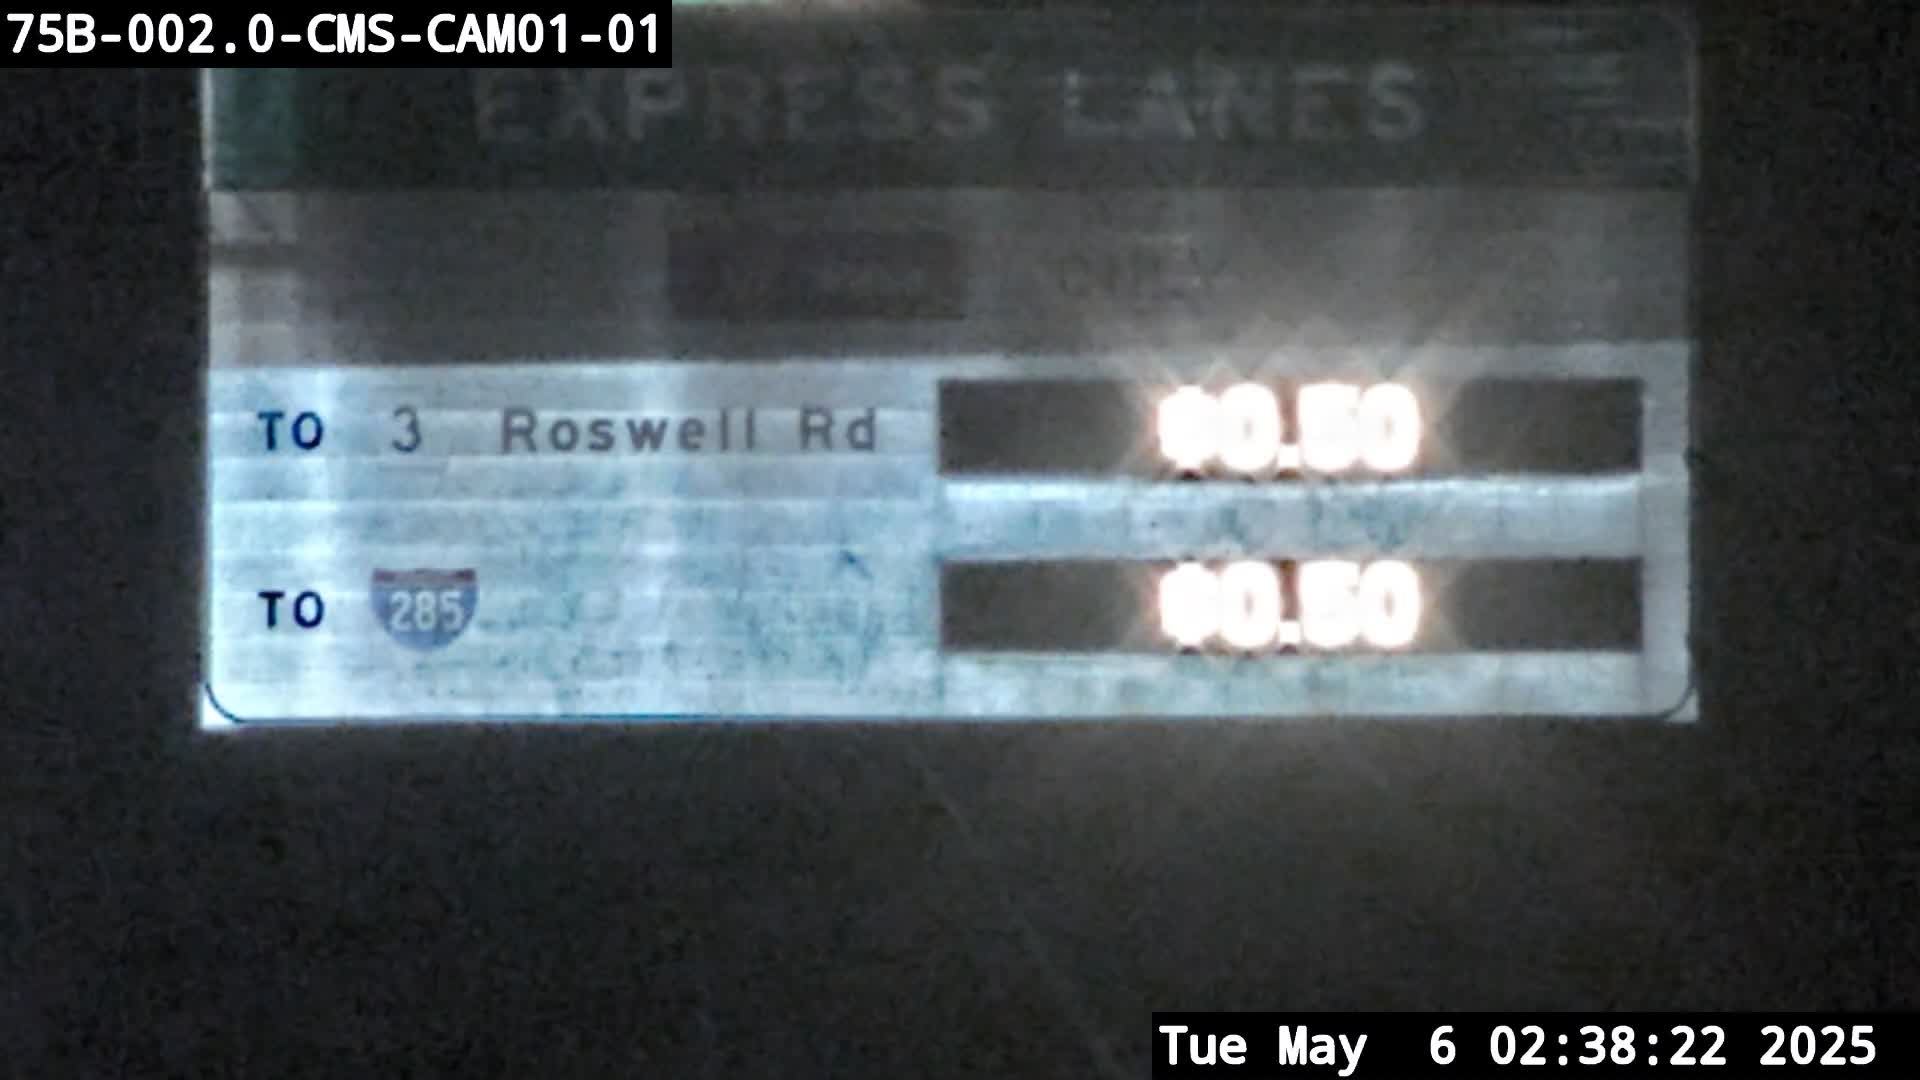 75B-002.0-CMS-CAM01-01
EXPRESS LANES
TO 3 Roswell Rd $0.50
TO 285 $0.50
Tue May 6 02:38:22 2025